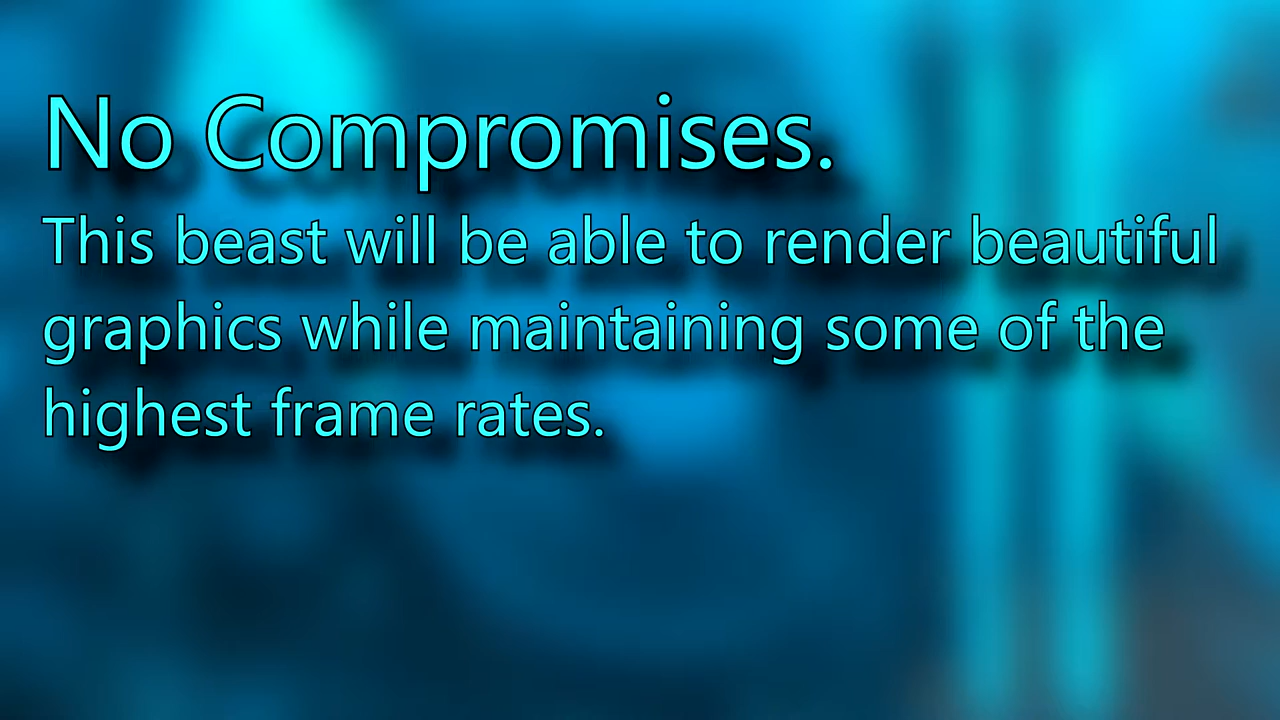 No Compromises.
This beast will be able to render beautiful
graphics while maintaining some of the
highest frame rates.